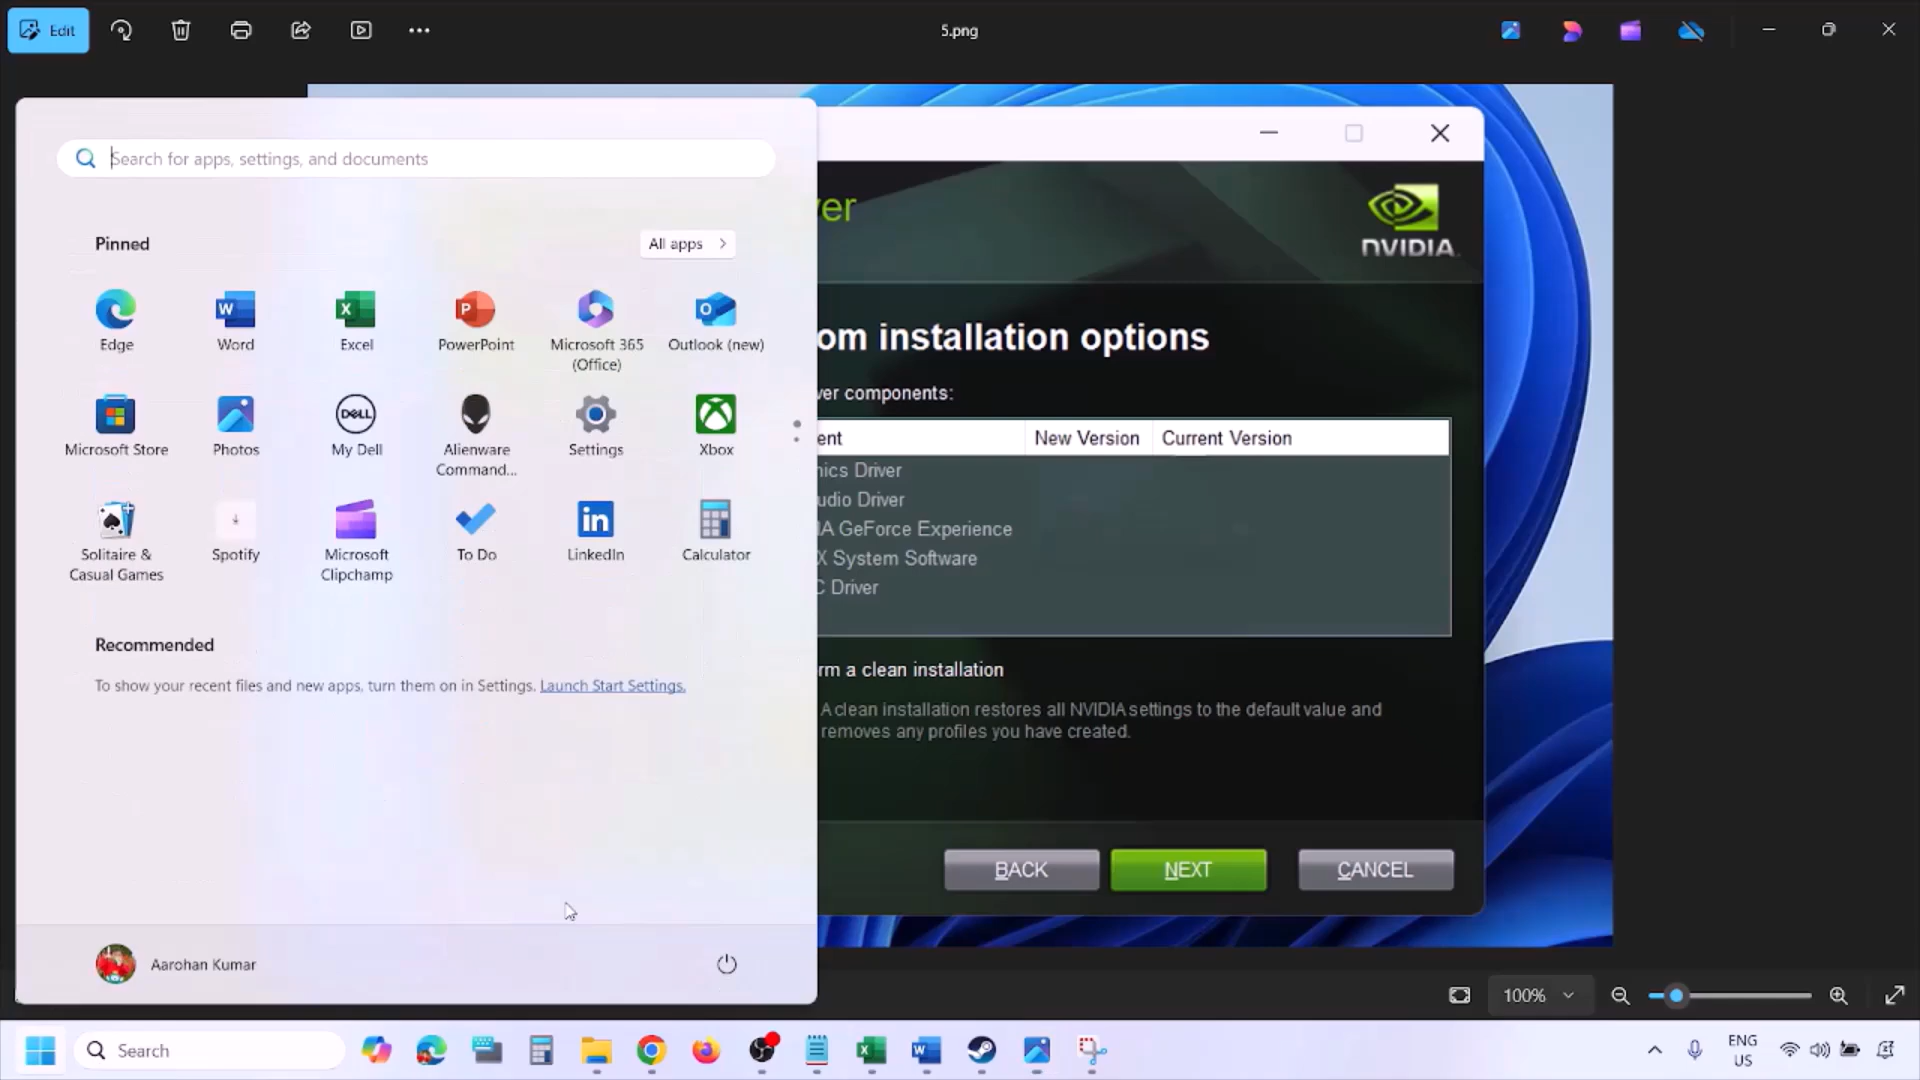 Edit
5.png
Search for apps, settings, and documents
Pinned
All apps
Edge
Word
Excel
PowerPoint
Microsoft 365
(Office)
Outlook (new)
Microsoft Store
Photos
DELL
My Dell
Alienware
Command...
Settings
Xbox
Solitaire &
Casual Games
Spotify
Microsoft
Clipchamp
To Do
in
LinkedIn
Calculator
Recommended
To show your recent files and new apps, turn them on in Settings. Launch Start Settings.
Aarohan Kumar
ver
NVIDIA.
om installation options
ver components:
ent
New Version
Current Version
nics Driver
udio Driver
IA GeForce Experience
X System Software
C Driver
rm a clean installation
A clean installation restores all NVIDIA settings to the default value and
removes any profiles you have created.
BACK
NEXT
CANCEL
100%
Search
ENG
US